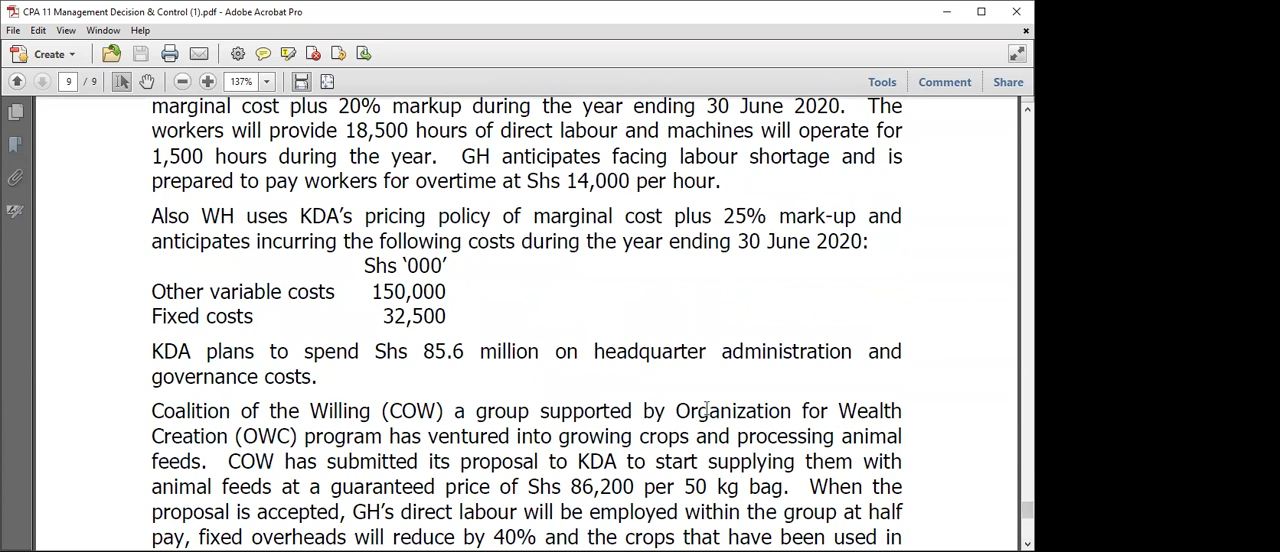 CPA 11 Management Decision & Control (1).pdf - Adobe Acrobat Pro
File Edit View Window Help
Create
9 / 9 137% Tools Comment Share
marginal cost plus 20% markup during the year ending 30 June 2020. The
workers will provide 18,500 hours of direct labour and machines will operate for
1,500 hours during the year. GH anticipates facing labour shortage and is
prepared to pay workers for overtime at Shs 14,000 per hour.
Also WH uses KDA's pricing policy of marginal cost plus 25% mark-up and
anticipates incurring the following costs during the year ending 30 June 2020:
Shs '000'
Other variable costs 150,000
Fixed costs 32,500
KDA plans to spend Shs 85.6 million on headquarter administration and
governance costs.
Coalition of the Willing (COW) a group supported by Organization for Wealth
Creation (OWC) program has ventured into growing crops and processing animal
feeds. COW has submitted its proposal to KDA to start supplying them with
animal feeds at a guaranteed price of Shs 86,200 per 50 kg bag. When the
proposal is accepted, GH's direct labour will be employed within the group at half
pay, fixed overheads will reduce by 40% and the crops that have been used in